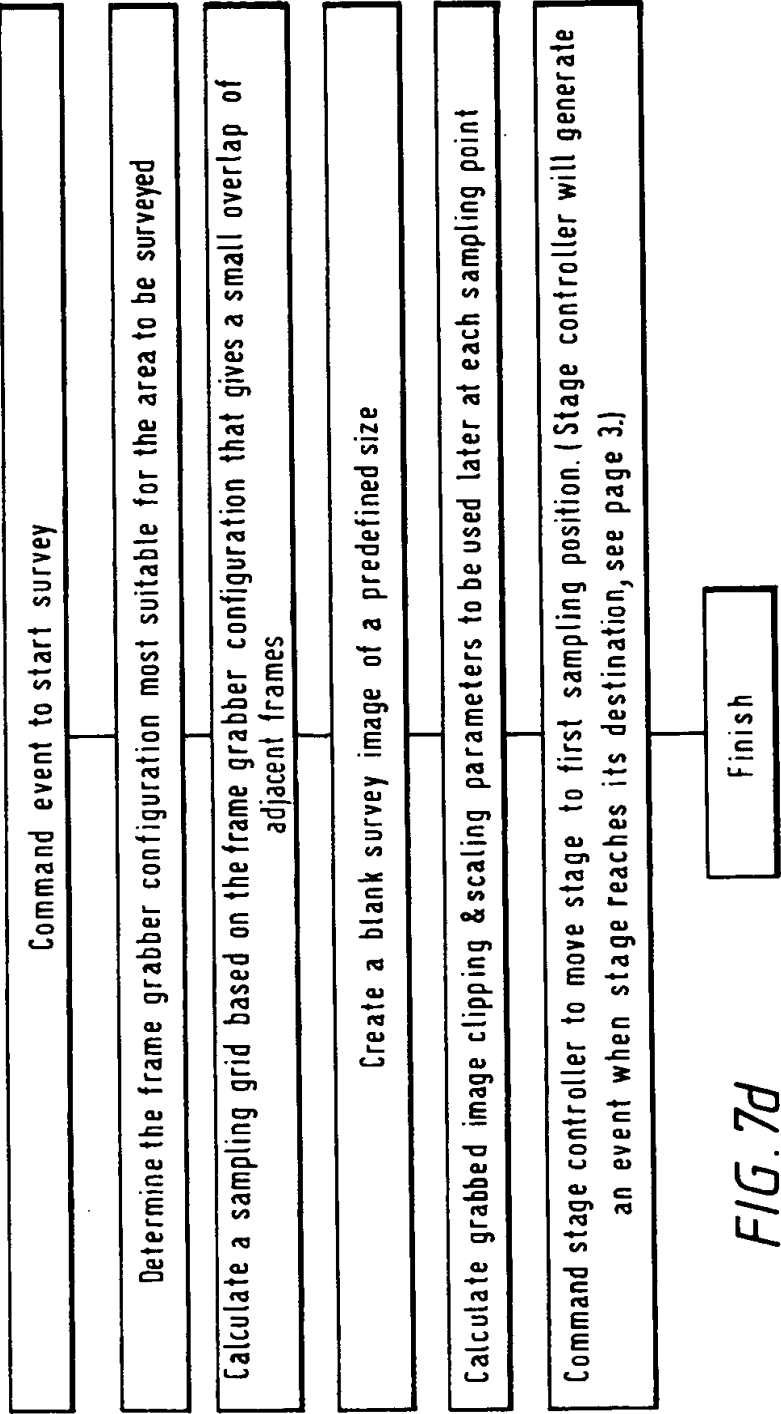 Command event to start survey
Determine the frame grabber configuration most suitable for the area to be surveyed
Calculate a sampling grid based on the frame grabber configuration that gives a small overlap of
adjacent frames
Create a blank survey image of a predefined size
Calculate grabbed image clipping & scaling parameters to be used later at each sampling point
Command stage controller to move stage to first sampling position. (Stage controller will generate
an event when stage reaches its destination, see page 3.)
Finish
FIG. 7d